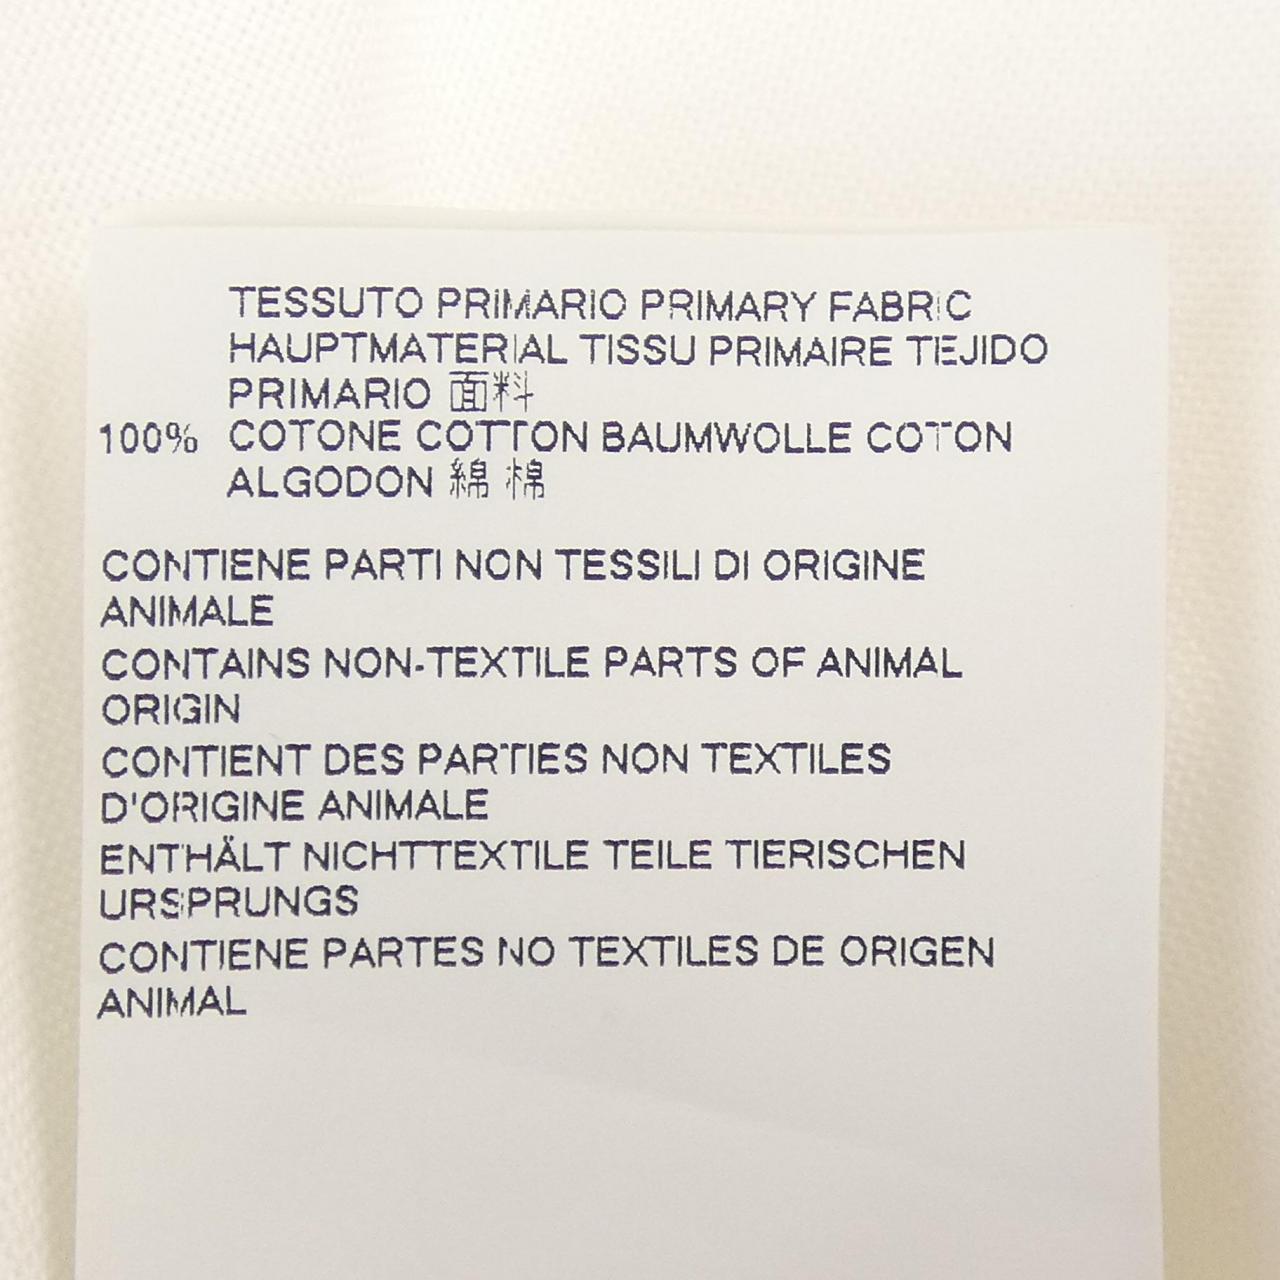 TESSUTO PRIMARIO PRIMARY FABRIC
HAUPTMATERIAL TISSU PRIMAIRE TEJIDO
PRIMARIO 面料
100% COTONE COTTON BAUMWOLLE COTON
ALGODON 綿 棉
CONTIENE PARTI NON TESSILI DI ORIGINE
ANIMALE
CONTAINS NON-TEXTILE PARTS OF ANIMAL
ORIGIN
CONTIENT DES PARTIES NON TEXTILES
D'ORIGINE ANIMALE
ENTHÄLT NICHTTEXTILE TEILE TIERISCHEN
URSPRUNGS
CONTIENE PARTES NO TEXTILES DE ORIGEN
ANIMAL